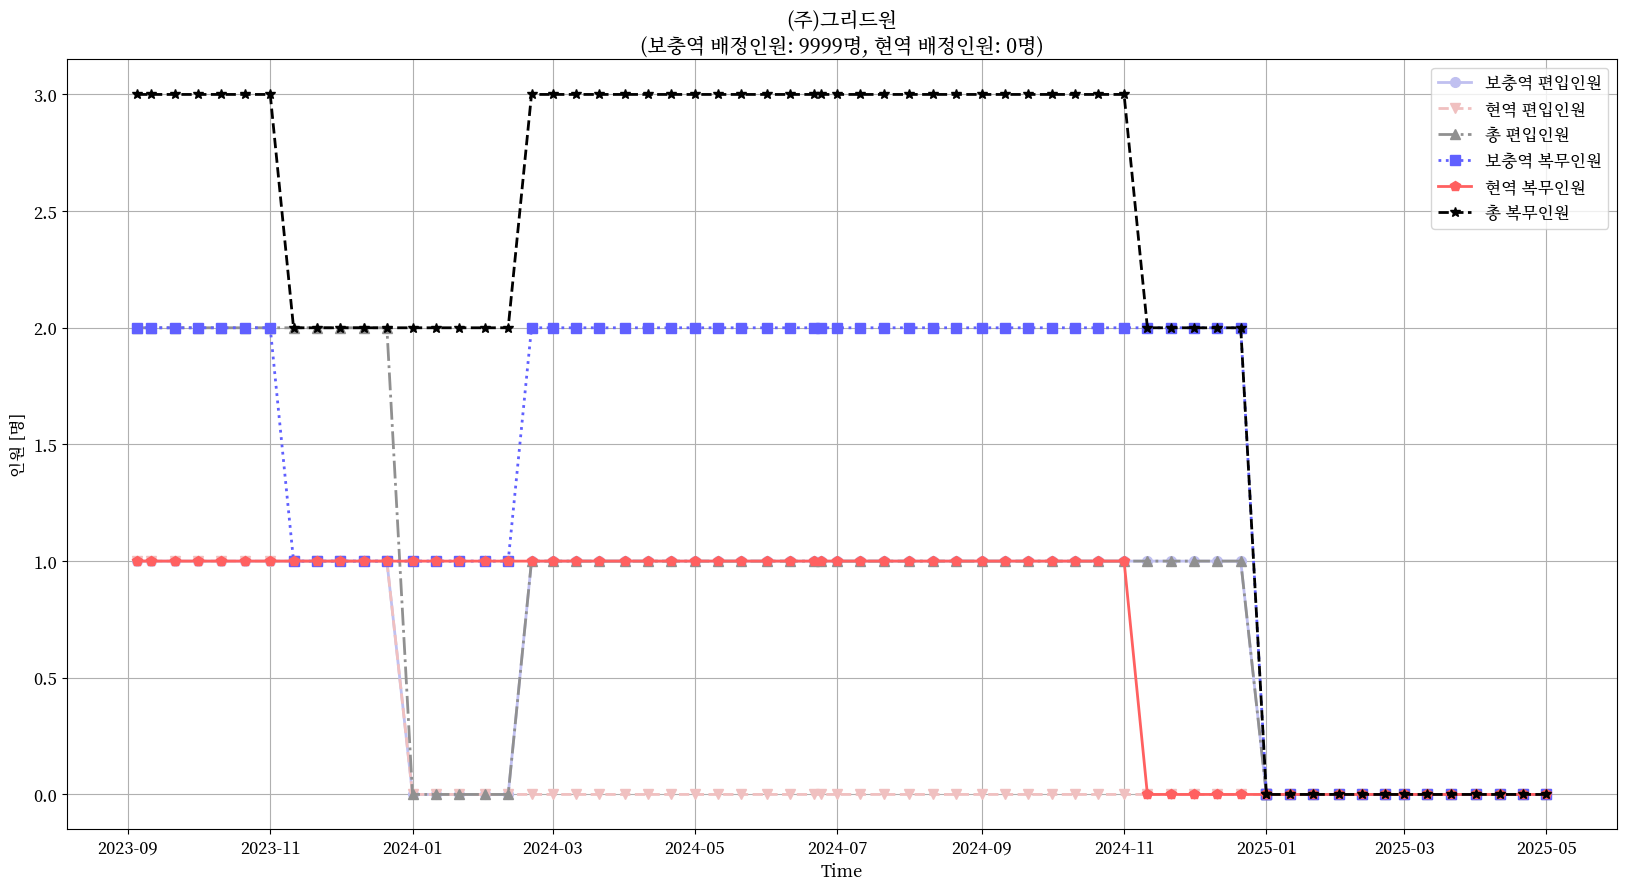 (주)그리드원
(보충역 배정인원: 9999명, 현역 배정인원: 0명)
보충역 편입인원
현역 편입인원
총 편입인원
보충역 복무인원
현역 복무인원
총 복무인원
인원 [명]
3.0
2.5
2.0
1.5
1.0
0.5
0.0
2023-09 2023-11 2024-01 2024-03 2024-05 2024-07 2024-09 2024-11 2025-01 2025-03 2025-05
Time